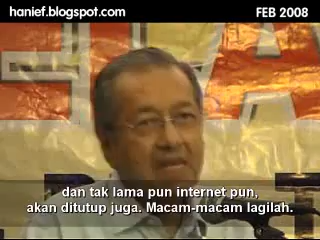 hanief.blogspot.com
FEB 2008
dan tak lama pun internet pun,
akan ditutup juga. Macam-macam lagilah.